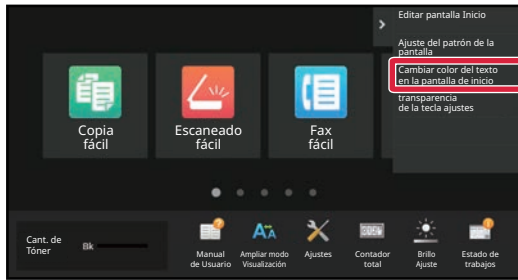 Editar pantalla Inicio
Ajuste del patrón de la
pantalla
Cambiar color del texto
en la pantalla de inicio
transparencia
de la tecla ajustes
Copia
fácil
Escaneado
fácil
Fax
fácil
Cant. de
Tóner
Bk
Manual
de Usuario
Ampliar modo
Visualización
Ajustes
Contador
total
Brillo
Ajuste
Estado de
trabajos